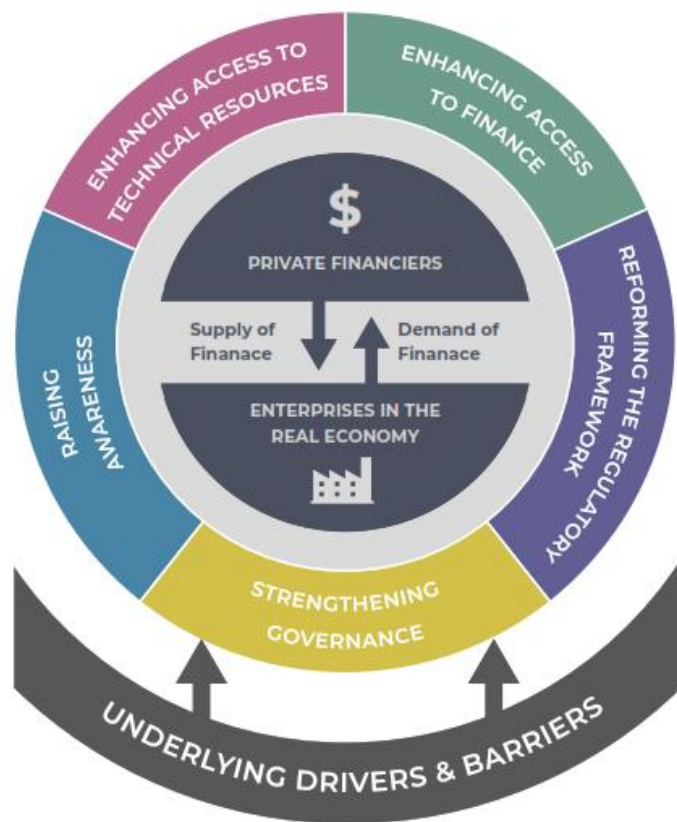 ENHANCING ACCESS TO
TECHNICAL RESOURCES
ENHANCING ACCESS
TO FINANCE
$
PRIVATE FINANCIERS
Supply of
Finanace
Demand of
Finanace
ENTERPRISES IN THE
REAL ECONOMY
RAISING
AWARENESS
REFORMING THE REGULATORY
FRAMEWORK
STRENGTHENING
GOVERNANCE
UNDERLYING DRIVERS & BARRIERS